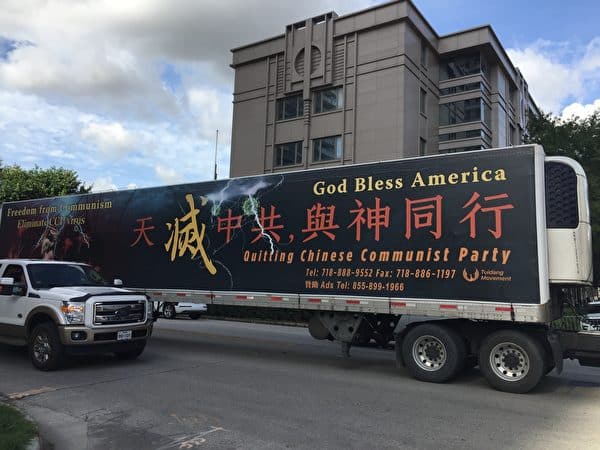 God Bless America
Freedom from Communism
Eliminate CCP Virus
天滅中共,與神同行
Quitting Chinese Communist Party
Tel: 718-888-9552 Fax: 718-886-1197
Tuidang
Movement
贊助 Ads Tel: 855-899-1966